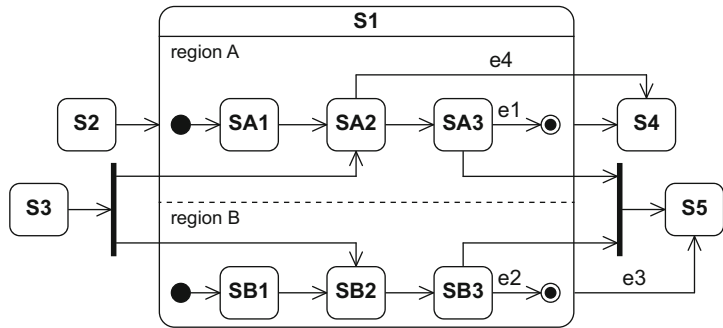 S1
region A
e4
S2
SA1
SA2
SA3
e1
S4
S3
S5
region B
SB1
SB2
SB3
e2
e3